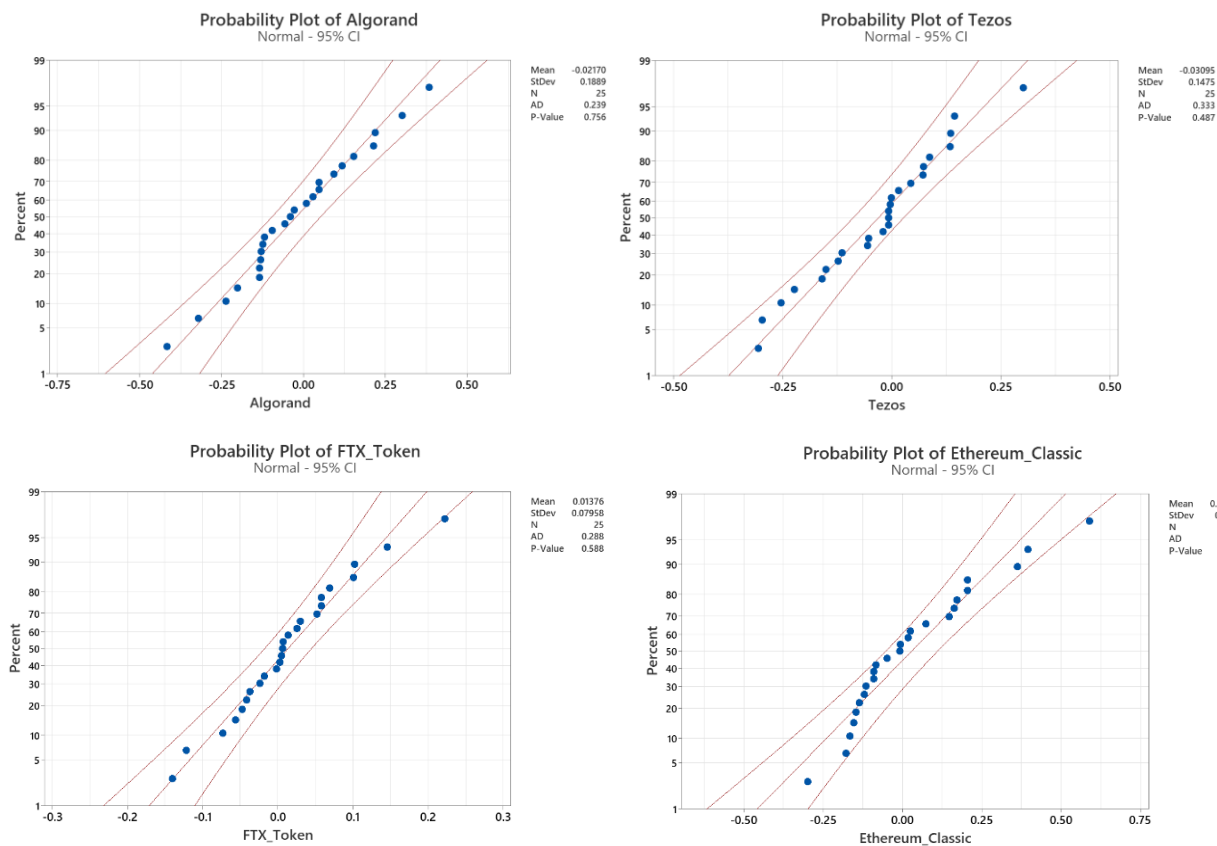 Probability Plot of Algorand
Normal - 95% CI
Mean -0.02170
StDev 0.1889
N 25
AD 0.239
P-Value 0.756
99
95
90
80
70
60
50
40
30
20
10
5
1
Percent
-0.75 -0.50 -0.25 0.00 0.25 0.50
Algorand
Probability Plot of Tezos
Normal - 95% CI
Mean -0.03095
StDev 0.1475
N 25
AD 0.333
P-Value 0.487
99
95
90
80
70
60
50
40
30
20
10
5
1
Percent
-0.50 -0.25 0.00 0.25 0.50
Tezos
Probability Plot of FTX_Token
Normal - 95% CI
Mean 0.01376
StDev 0.07958
N 25
AD 0.288
P-Value 0.588
99
95
90
80
70
60
50
40
30
20
10
5
1
Percent
-0.3 -0.2 -0.1 0.0 0.1 0.2 0.3
FTX_Token
Probability Plot of Ethereum_Classic
Normal - 95% CI
Mean
StDev
N
AD
P-Value
99
95
90
80
70
60
50
40
30
20
10
5
1
Percent
-0.50 -0.25 0.00 0.25 0.50 0.75
Ethereum_Classic